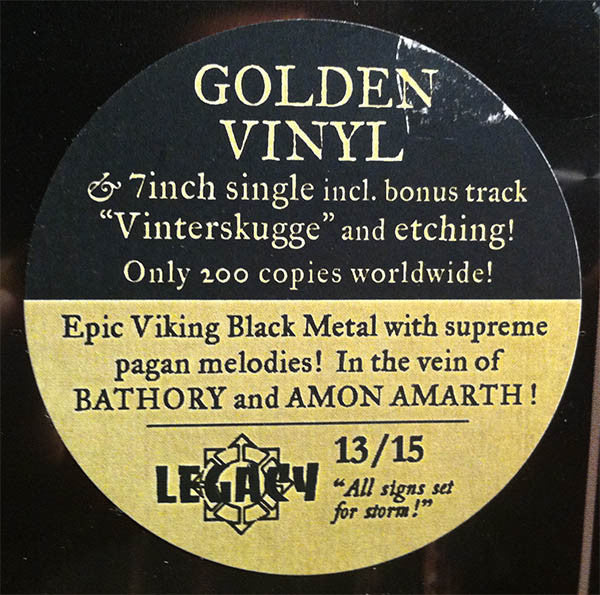 GOLDEN
VINYL
& 7inch single incl. bonus track
“Vinterskugge” and etching!
Only 200 copies worldwide!
Epic Viking Black Metal with supreme
pagan melodies! In the vein of
BATHORY and AMON AMARTH !
LEGACY
13/15
“All signs set
for storm!”